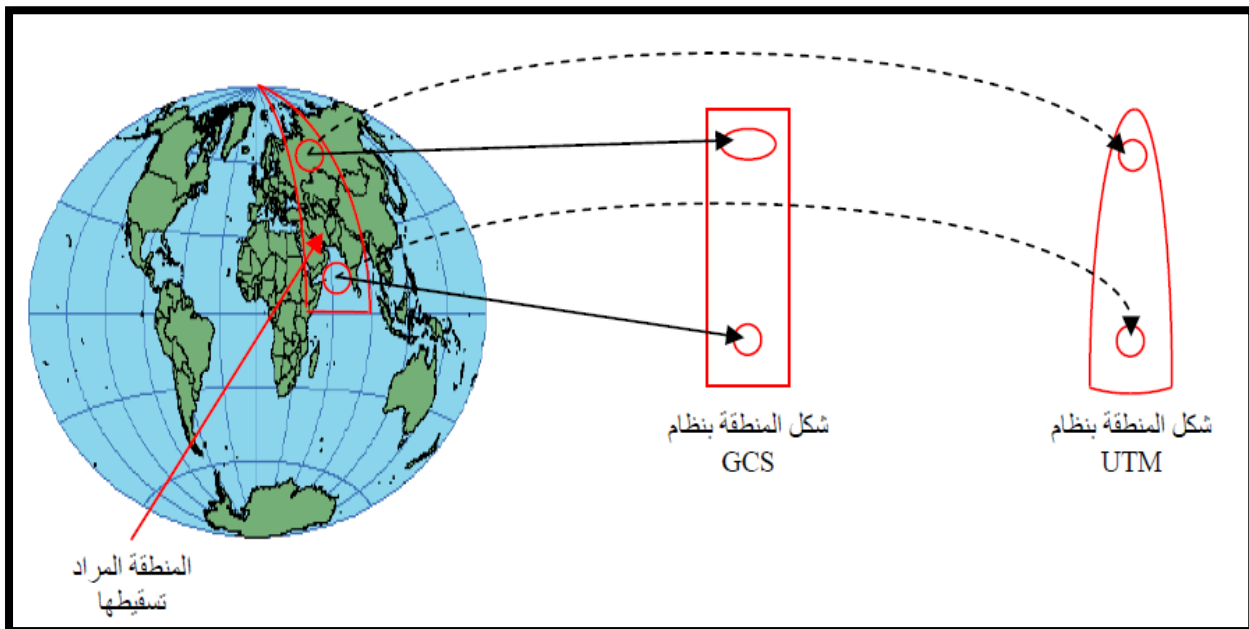 شكل المنطقة بنظام
UTM
شكل المنطقة بنظام
GCS
المنطقة المراد
تسقيطها